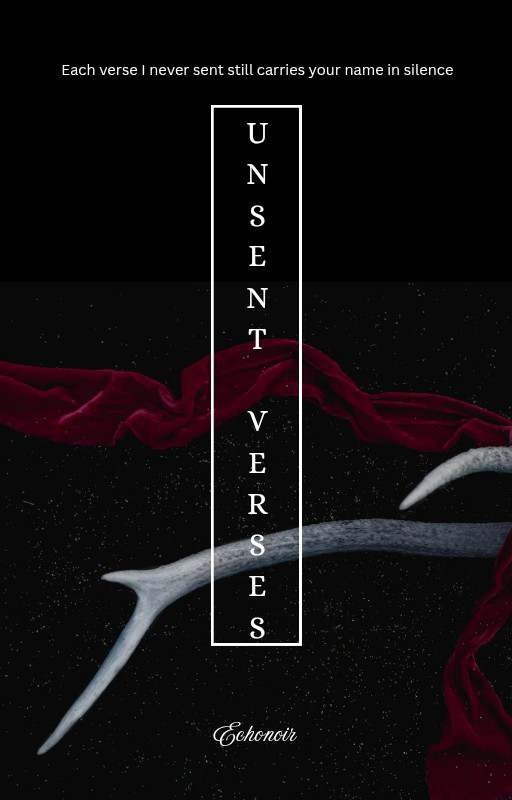 Each verse I never sent still carries your name in silence
UNSENT VERSES
Echonoir